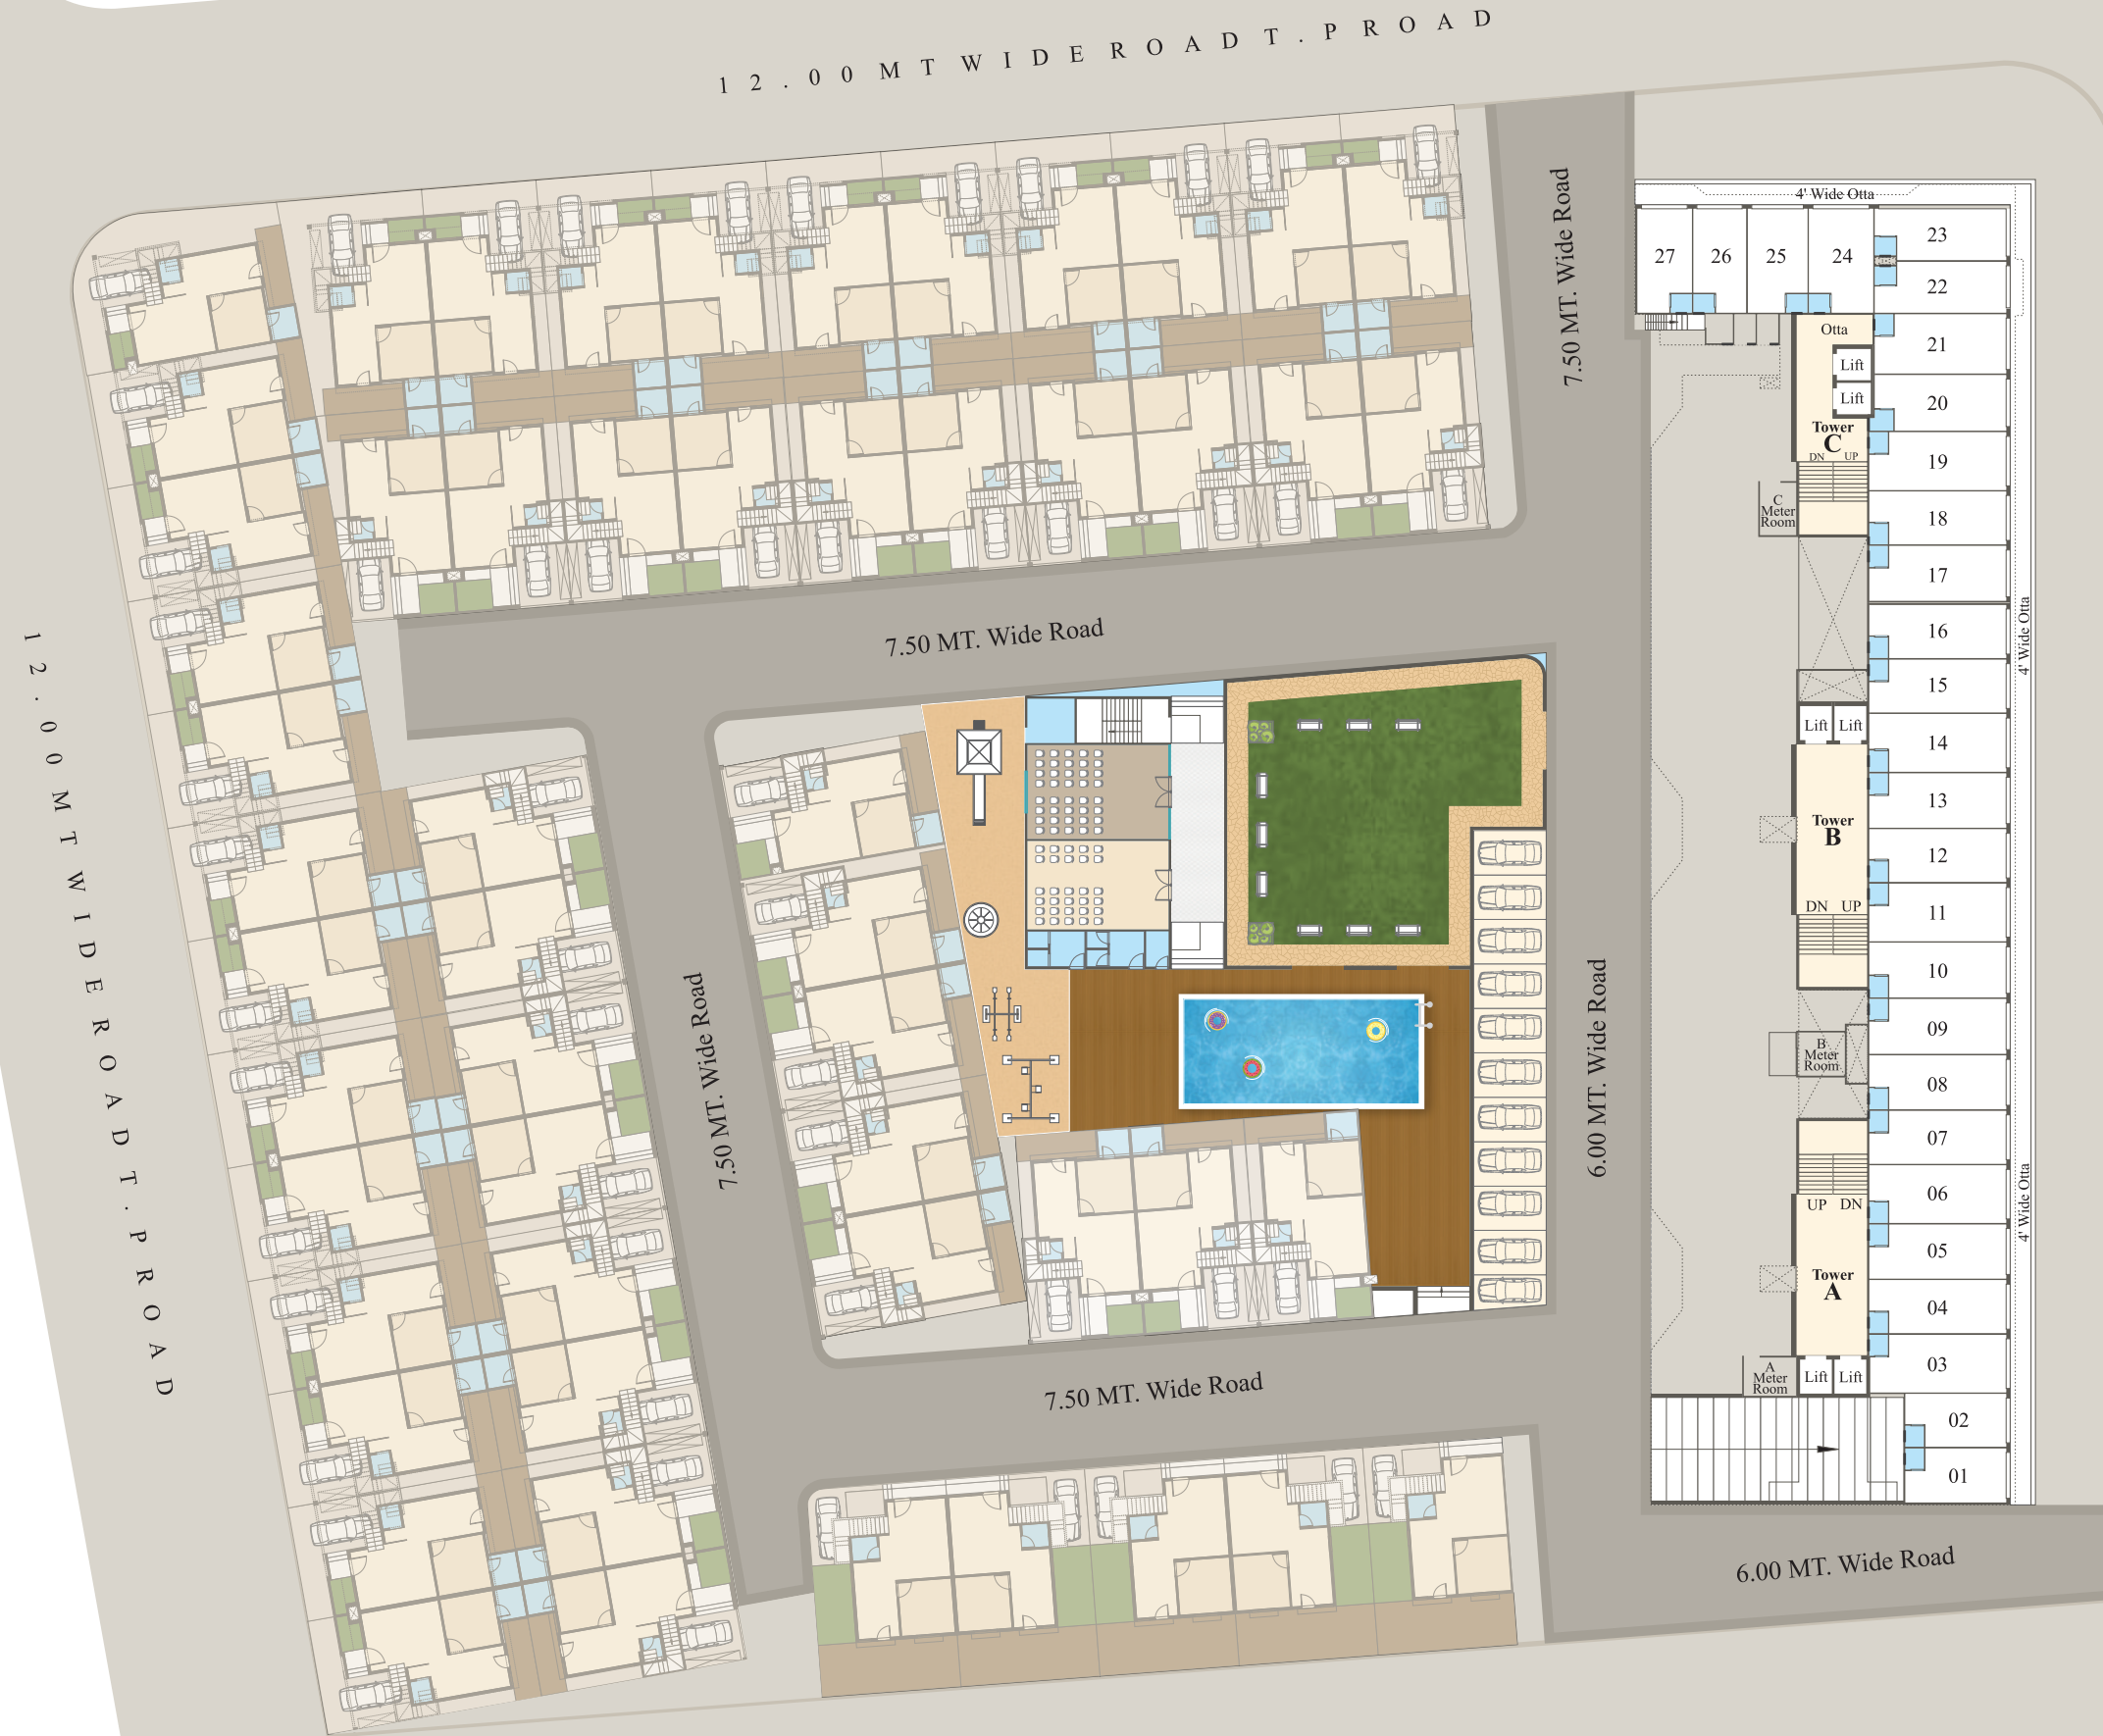 12.00 MT WIDE ROAD T.P ROAD
7.50 MT. Wide Road
4' Wide Otta
27
26
25
24
23
22
Otta
21
Lift
Lift
20
Tower
C
DN UP
19
C
Meter
Room
18
17
12.00 MT WIDE ROAD T.P ROAD
7.50 MT. Wide Road
16
4' Wide Otta
15
Lift
Lift
14
13
Tower
B
12
DN UP
11
7.50 MT. Wide Road
6.00 MT. Wide Road
10
09
B
Meter
Room
08
07
06
4' Wide Otta
UP DN
05
Tower
A
04
03
A
Meter
Room
Lift
Lift
7.50 MT. Wide Road
02
01
6.00 MT. Wide Road